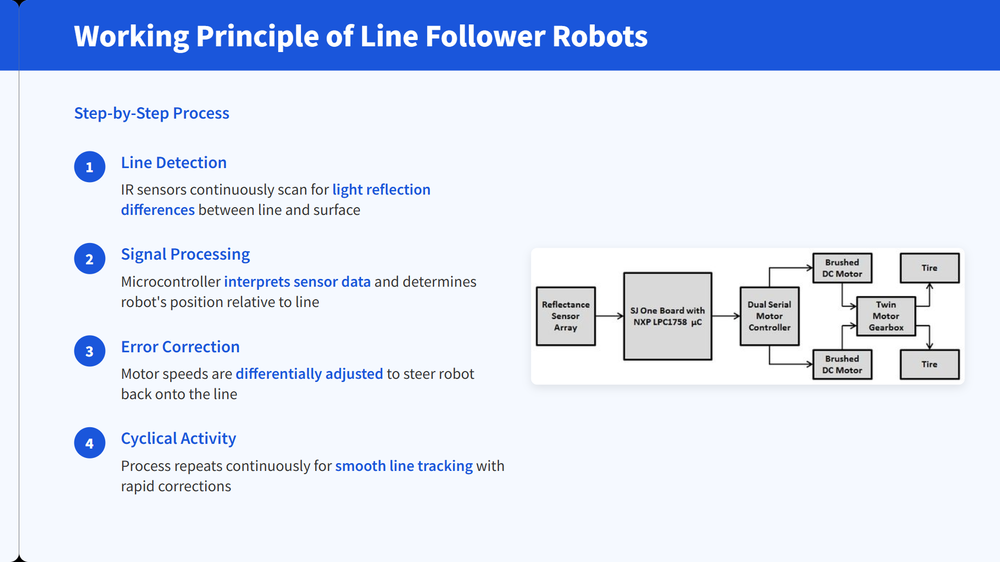 Working Principle of Line Follower Robots
Step-by-Step Process
1
Line Detection
IR sensors continuously scan for light reflection
differences between line and surface
2
Signal Processing
Microcontroller interprets sensor data and determines
robot's position relative to line
3
Error Correction
Motor speeds are differentially adjusted to steer robot
back onto the line
4
Cyclical Activity
Process repeats continuously for smooth line tracking with
rapid corrections
Reflectance
Sensor
Array
SJ One Board with
NXP LPC1758 µC
Dual Serial
Motor
Controller
Brushed
DC Motor
Tire
Twin
Motor
Gearbox
Brushed
DC Motor
Tire